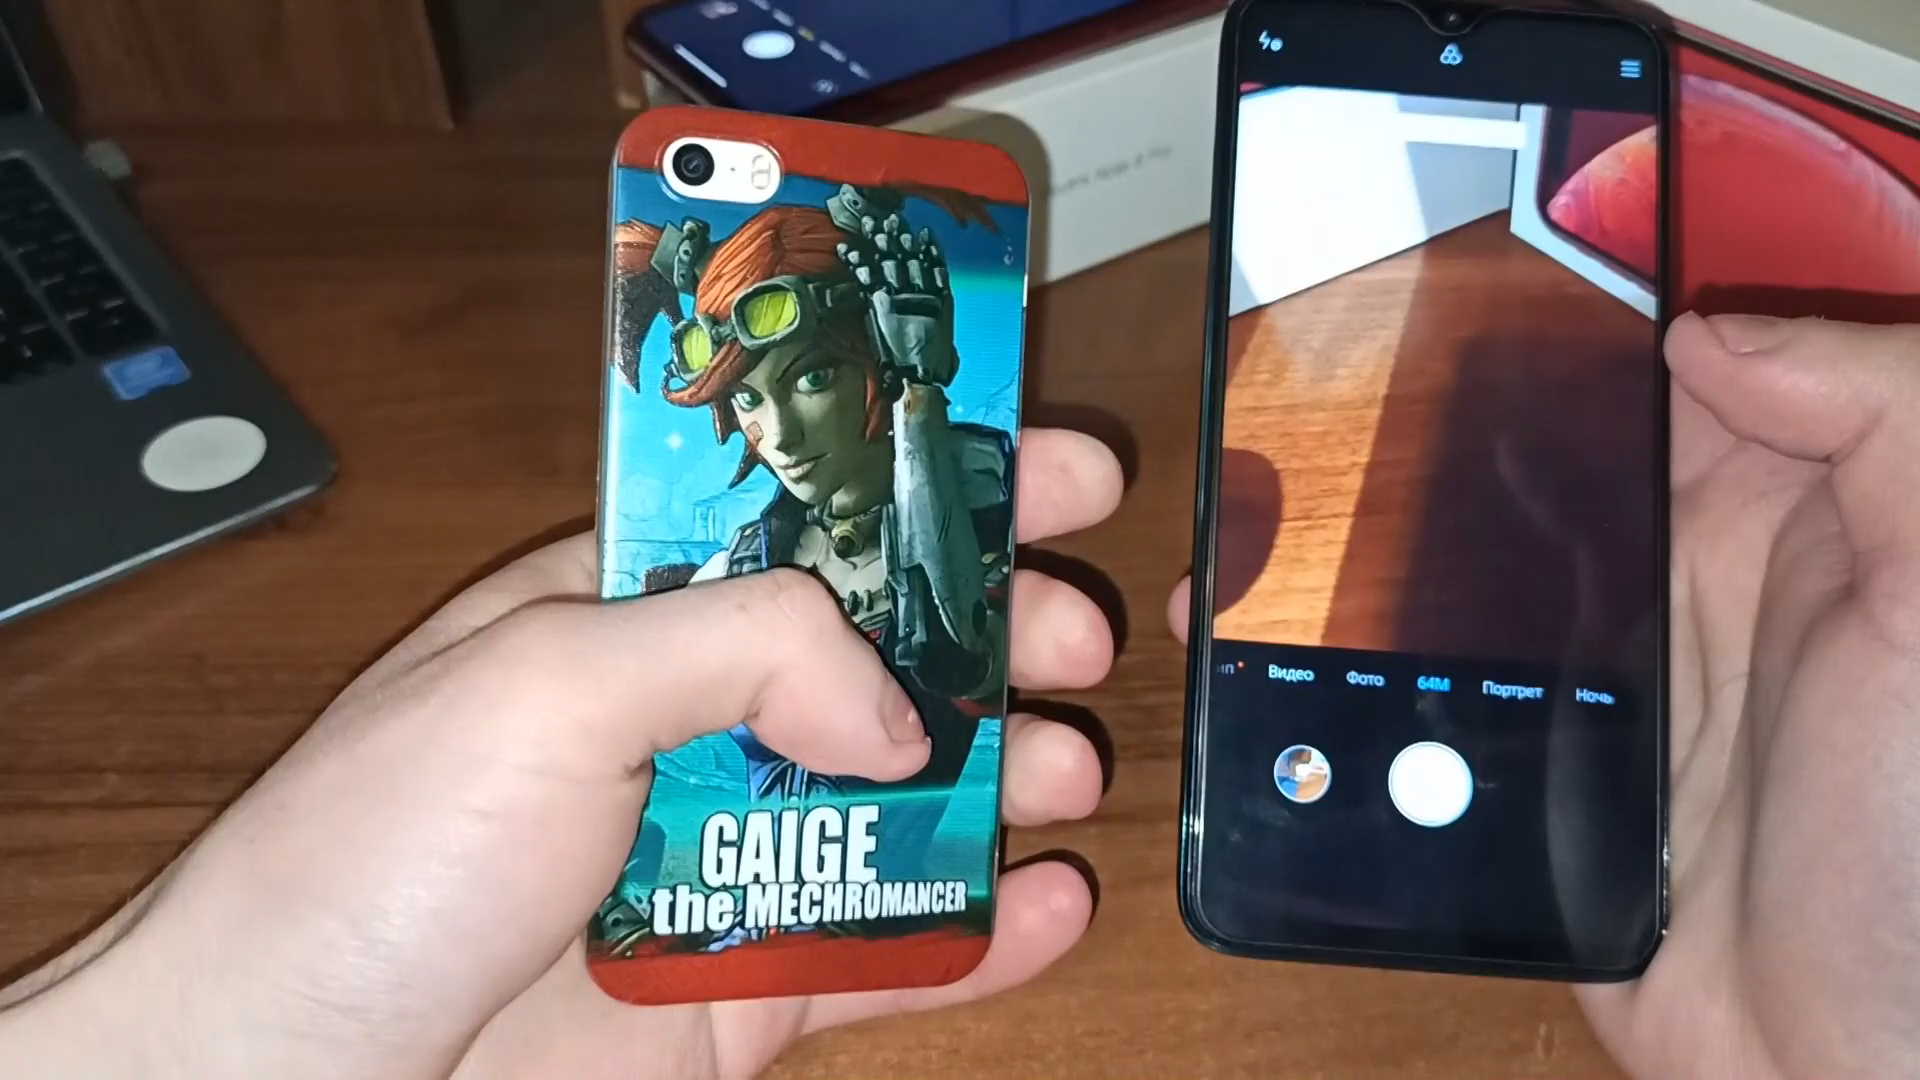 GAIGE
the MECHROMANCER
Видео Фото 64M Портрет Ночь